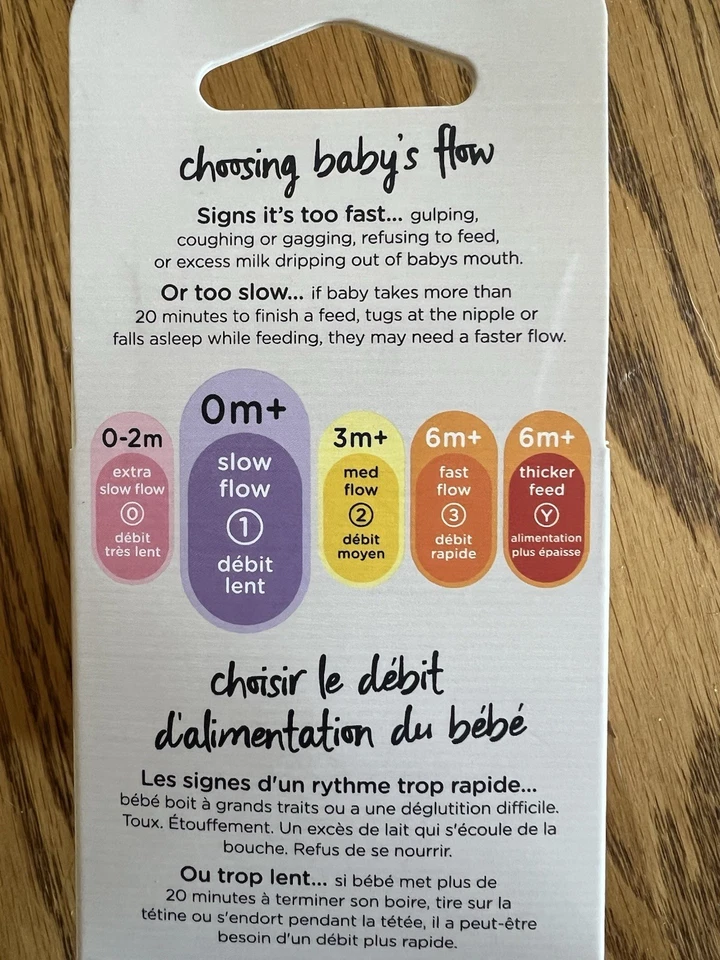 choosing baby's flow
Signs it's too fast... gulping,
coughing or gagging, refusing to feed,
or excess milk dripping out of babys mouth.
Or too slow... if baby takes more than
20 minutes to finish a feed, tugs at the nipple or
falls asleep while feeding, they may need a faster flow.
0-2m
extra
slow flow
0
débit
très lent
0m+
slow
flow
1
débit
lent
3m+
med
flow
2
débit
moyen
6m+
fast
flow
3
débit
rapide
6m+
thicker
feed
Y
alimentation
plus épaisse
choisir le débit
d'alimentation du bébé
Les signes d'un rythme trop rapide...
bébé boit à grands traits ou a une déglutition difficile.
Toux. Étouffement. Un excès de lait qui s'écoule de la
bouche. Refus de se nourrir.
Ou trop lent... si bébé met plus de
20 minutes à terminer son boire, tire sur la
tétine ou s'endort pendant la tétée, il a peut-être
besoin d'un débit plus rapide.